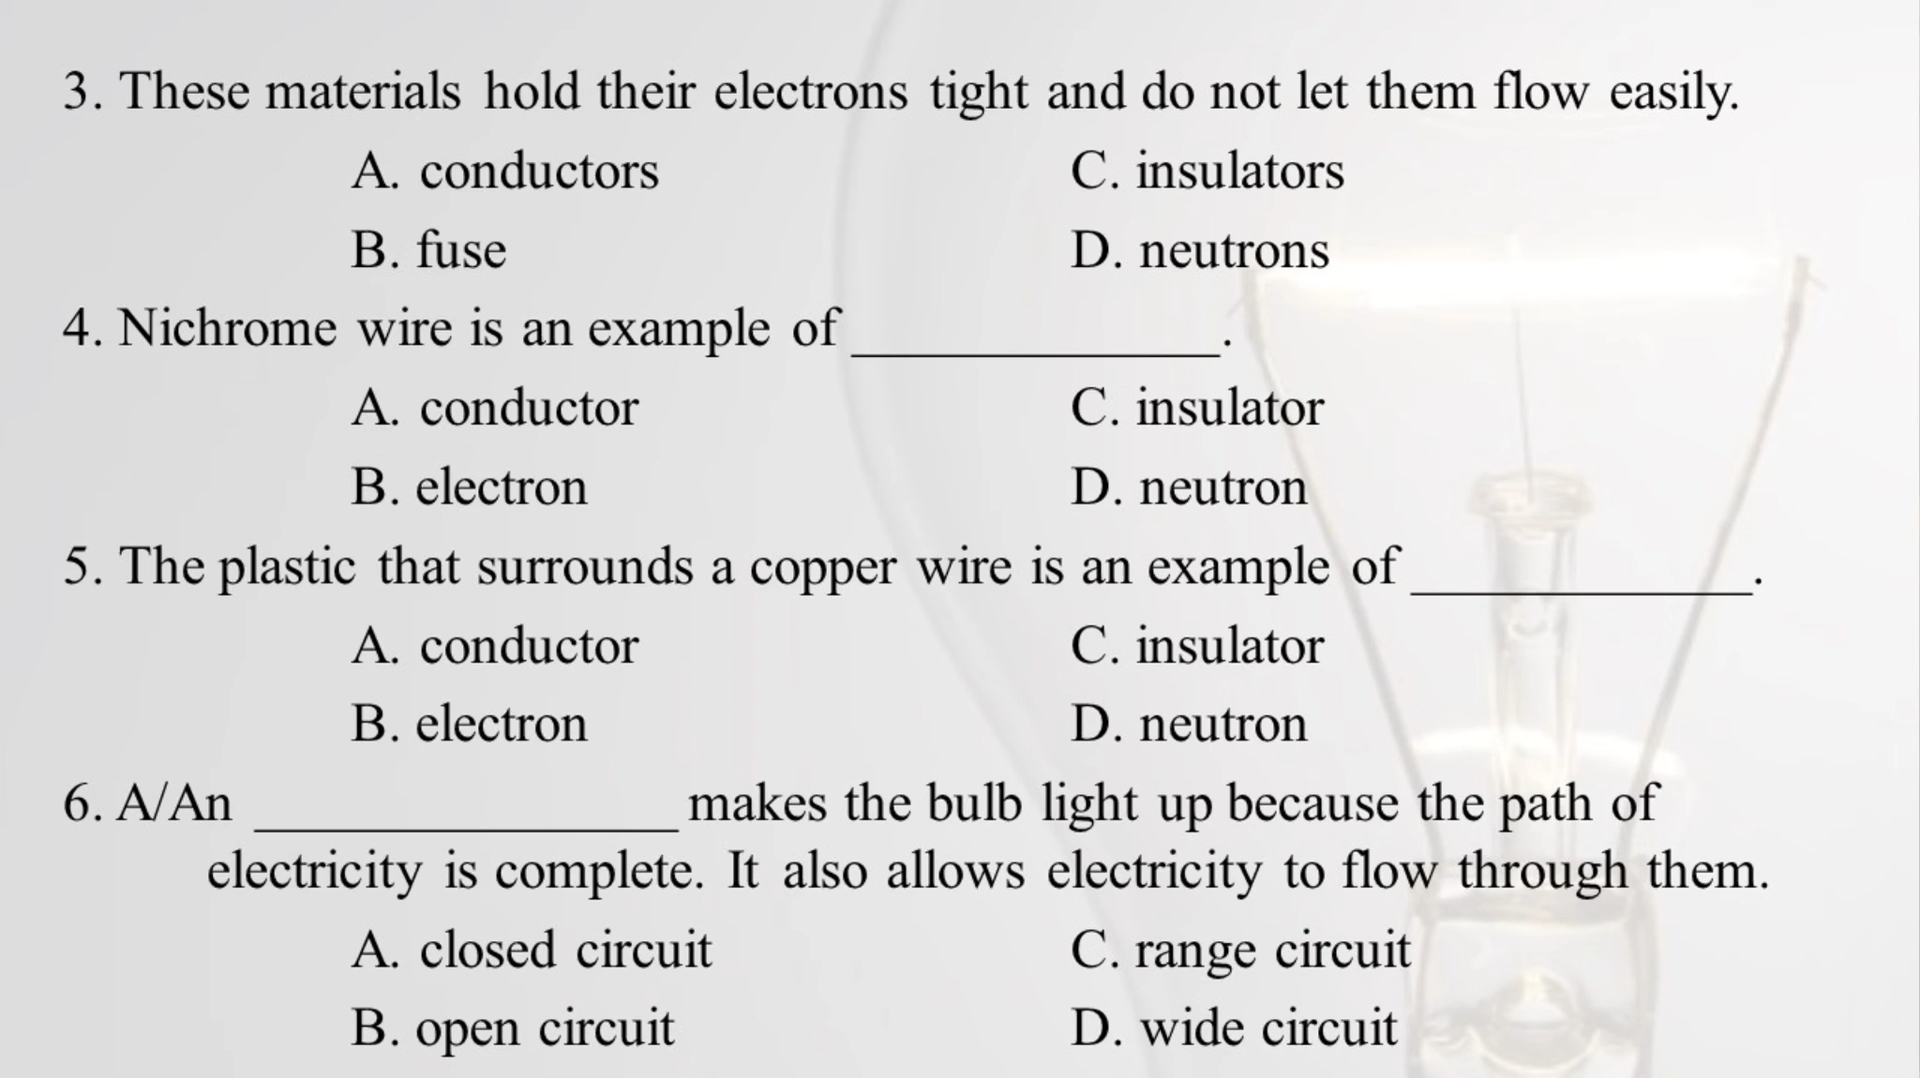 3. These materials hold their electrons tight and do not let them flow easily.
A. conductors C. insulators
B. fuse D. neutrons
4. Nichrome wire is an example of ______________.
A. conductor C. insulator
B. electron D. neutron
5. The plastic that surrounds a copper wire is an example of _____________.
A. conductor C. insulator
B. electron D. neutron
6. A/An ________________ makes the bulb light up because the path of
electricity is complete. It also allows electricity to flow through them.
A. closed circuit C. range circuit
B. open circuit D. wide circuit